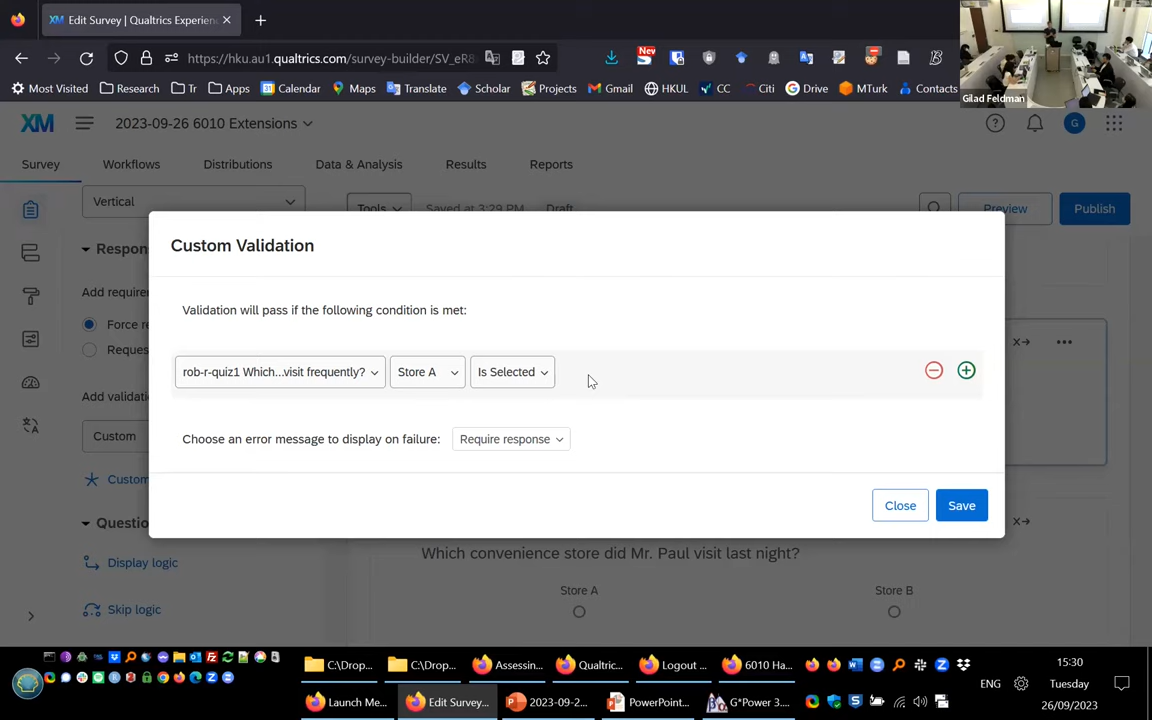 Edit Survey | Qualtrics Experienc
https://hku.au1.qualtrics.com/survey-builder/SV_eR8
New
Most Visited
Research
Tr
Apps
Calendar
Maps
Translate
Scholar
Projects
Gmail
HKUL
CC
Citi
Drive
MTurk
Contacts
Gilad Feldman
XM
2023-09-26 6010 Extensions
G
Survey
Workflows
Distributions
Data & Analysis
Results
Reports
Vertical
Tools
Saved at 3:29 PM
Draft
Preview
Publish
Custom Validation
Respon
Add requirem
Force re
Reques
Add validati
Custom
Custom
Questio
Display logic
Skip logic
Validation will pass if the following condition is met:
rob-r-quiz1 Which...visit frequently?
Store A
Is Selected
Choose an error message to display on failure:
Require response
Close
Save
Which convenience store did Mr. Paul visit last night?
Store A
Store B
C:\Drop...
C:\Drop...
Assessin...
Qualtric...
Logout ...
6010 Ha...
Launch Me...
Edit Survey...
2023-09-2...
PowerPoint...
G*Power 3....
ENG
15:30
Tuesday
26/09/2023